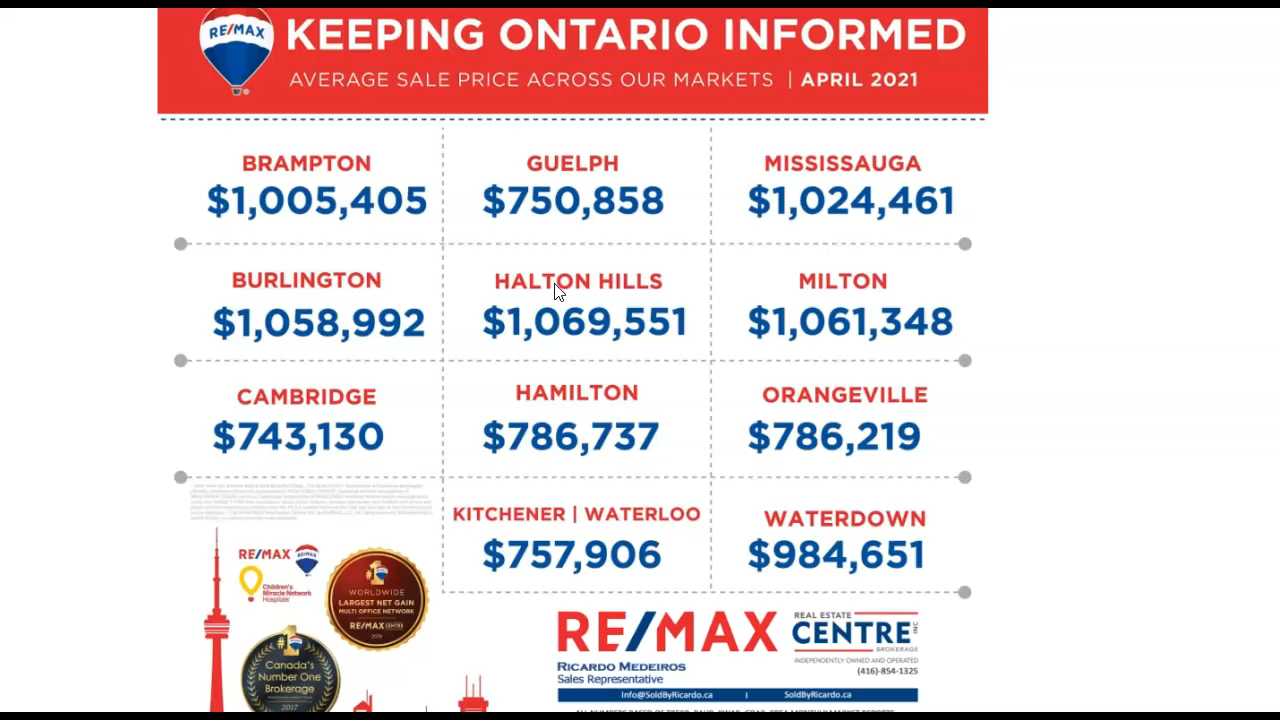 RE/MAX
KEEPING ONTARIO INFORMED
AVERAGE SALE PRICE ACROSS OUR MARKETS | APRIL 2021
BRAMPTON
$1,005,405
GUELPH
$750,858
MISSISSAUGA
$1,024,461
BURLINGTON
$1,058,992
HALTON HILLS
$1,069,551
MILTON
$1,061,348
CAMBRIDGE
$743,130
HAMILTON
$786,737
ORANGEVILLE
$786,219
KITCHENER | WATERLOO
$757,906
WATERDOWN
$984,651
RE/MAX
Children's
Miracle Network
Hospitals
#1
WORLDWIDE
LARGEST NET GAIN
MULTI OFFICE NETWORK
RE/MAX CENTRE
2019
#1
Canada's
Number One
Brokerage
2017
RE/MAX
REAL ESTATE
CENTRE INC
BROKERAGE
INDEPENDENTLY OWNED AND OPERATED
(416)-854-1325
RICARDO MEDEIROS
Sales Representative
Info@SoldByRicardo.ca | SoldByRicardo.ca